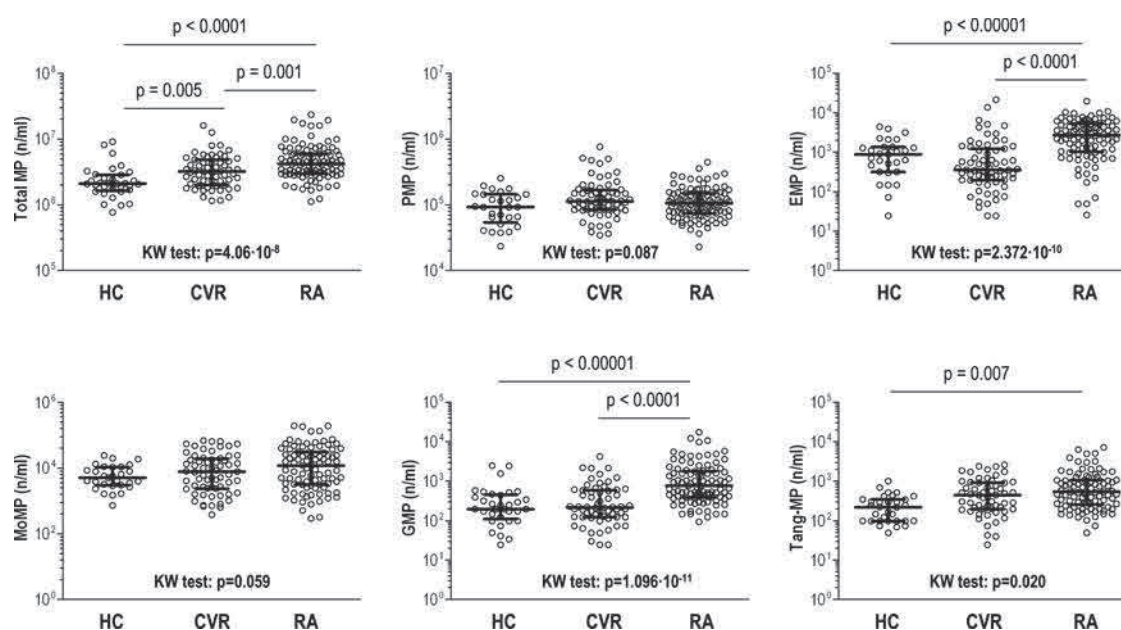 p < 0.0001
p = 0.005
p = 0.001
Total MP (n/ml)
10⁸
10⁷
10⁶
10⁵
KW test: p=4.06·10⁻⁸
HC CVR RA
PMP (n/ml)
10⁷
10⁶
10⁵
10⁴
KW test: p=0.087
HC CVR RA
p < 0.00001
p < 0.0001
EMP (n/ml)
10⁵
10⁴
10³
10²
10¹
10⁰
KW test: p=2.372·10⁻¹⁰
HC CVR RA
MoMP (n/ml)
10⁶
10⁴
10²
10⁰
KW test: p=0.059
HC CVR RA
p < 0.00001
p < 0.0001
GMP (n/ml)
10⁵
10⁴
10³
10²
10¹
10⁰
KW test: p=1.096·10⁻¹¹
HC CVR RA
p = 0.007
Tang-MP (n/ml)
10⁵
10⁴
10³
10²
10¹
10⁰
KW test: p=0.020
HC CVR RA